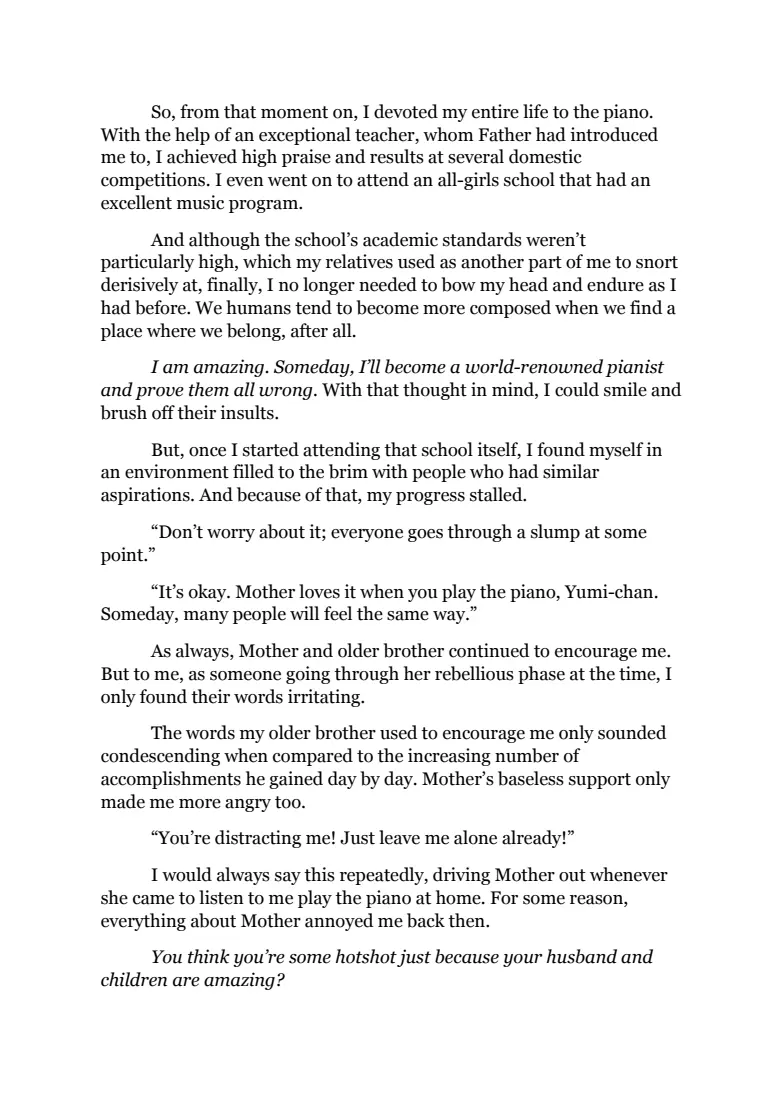 So, from that moment on, I devoted my entire life to the piano.
With the help of an exceptional teacher, whom Father had introduced
me to, I achieved high praise and results at several domestic
competitions. I even went on to attend an all-girls school that had an
excellent music program.
And although the school’s academic standards weren’t
particularly high, which my relatives used as another part of me to snort
derisively at, finally, I no longer needed to bow my head and endure as I
had before. We humans tend to become more composed when we find a
place where we belong, after all.
I am amazing. Someday, I’ll become a world-renowned pianist
and prove them all wrong. With that thought in mind, I could smile and
brush off their insults.
But, once I started attending that school itself, I found myself in
an environment filled to the brim with people who had similar
aspirations. And because of that, my progress stalled.
“Don’t worry about it; everyone goes through a slump at some
point.”
“It’s okay. Mother loves it when you play the piano, Yumi-chan.
Someday, many people will feel the same way.”
As always, Mother and older brother continued to encourage me.
But to me, as someone going through her rebellious phase at the time, I
only found their words irritating.
The words my older brother used to encourage me only sounded
condescending when compared to the increasing number of
accomplishments he gained day by day. Mother’s baseless support only
made me more angry too.
“You’re distracting me! Just leave me alone already!”
I would always say this repeatedly, driving Mother out whenever
she came to listen to me play the piano at home. For some reason,
everything about Mother annoyed me back then.
You think you’re some hotshot just because your husband and
children are amazing?